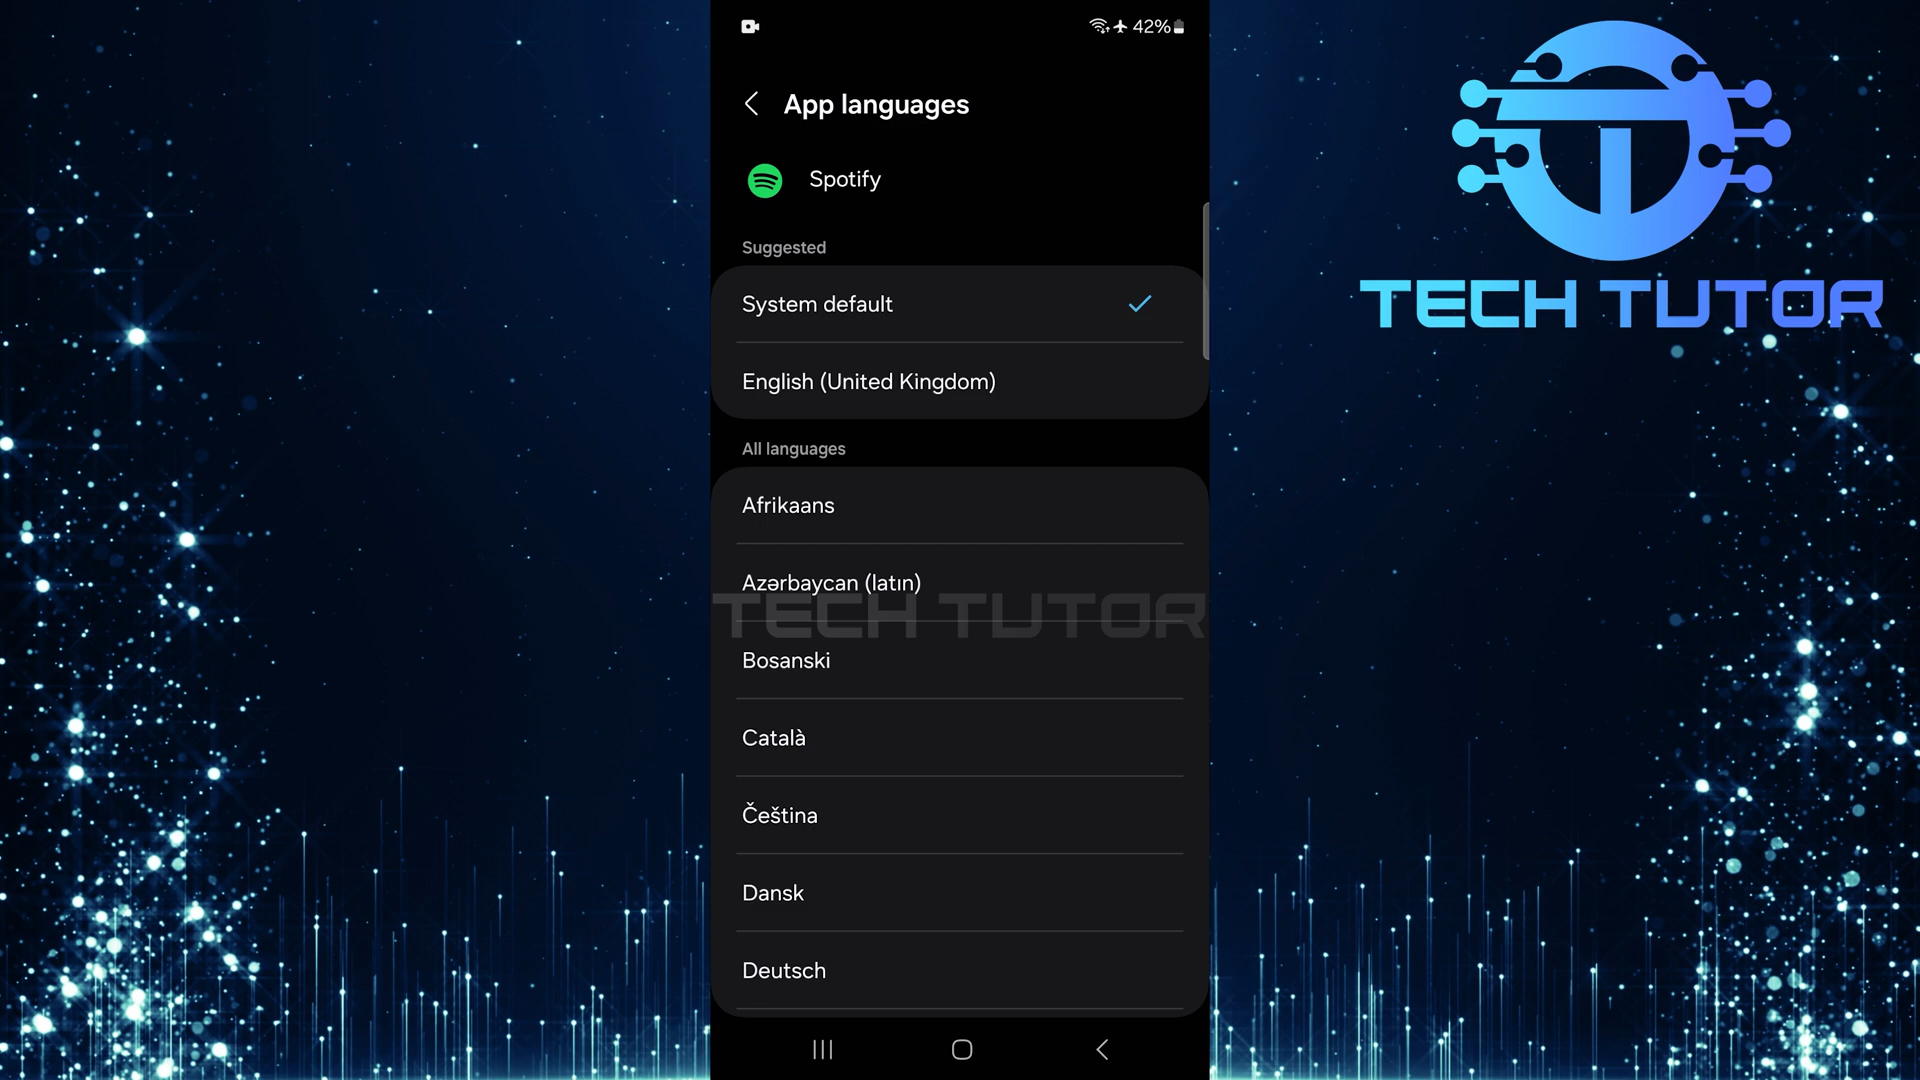 42%
App languages
Spotify
Suggested
System default
English (United Kingdom)
All languages
Afrikaans
Azərbaycan (latın)
TECH TUTOR
Bosanski
Català
Čeština
Dansk
Deutsch
TECH TUTOR